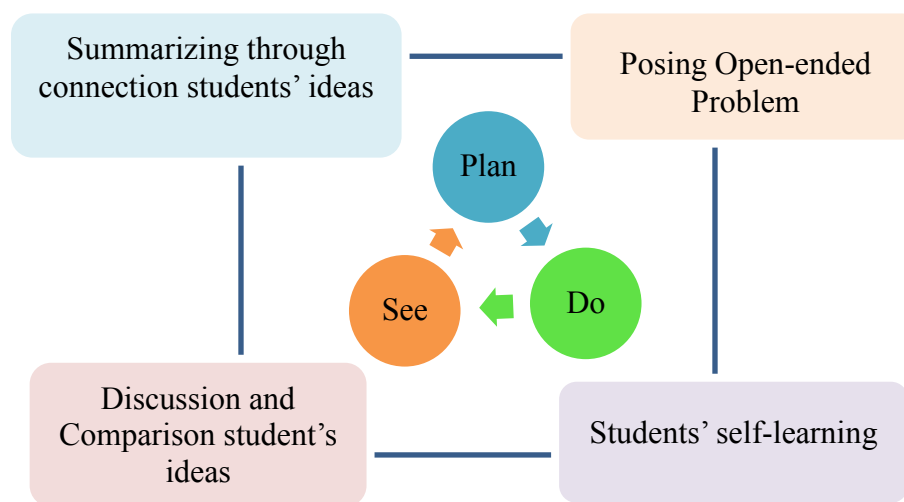 Summarizing through
connection students’ ideas
Posing Open-ended
Problem
Plan
See
Do
Discussion and
Comparison student’s
ideas
Students’ self-learning